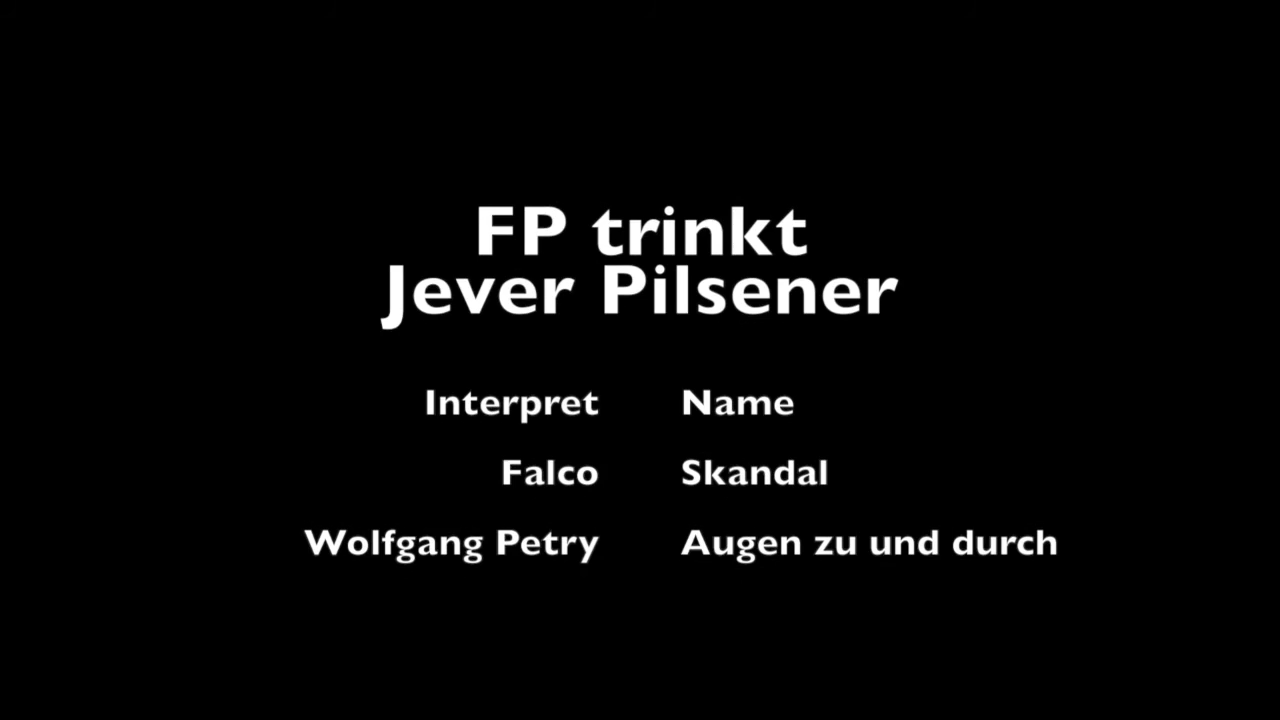 FP trinkt
Jever Pilsener
Interpret Name
Falco Skandal
Wolfgang Petry Augen zu und durch